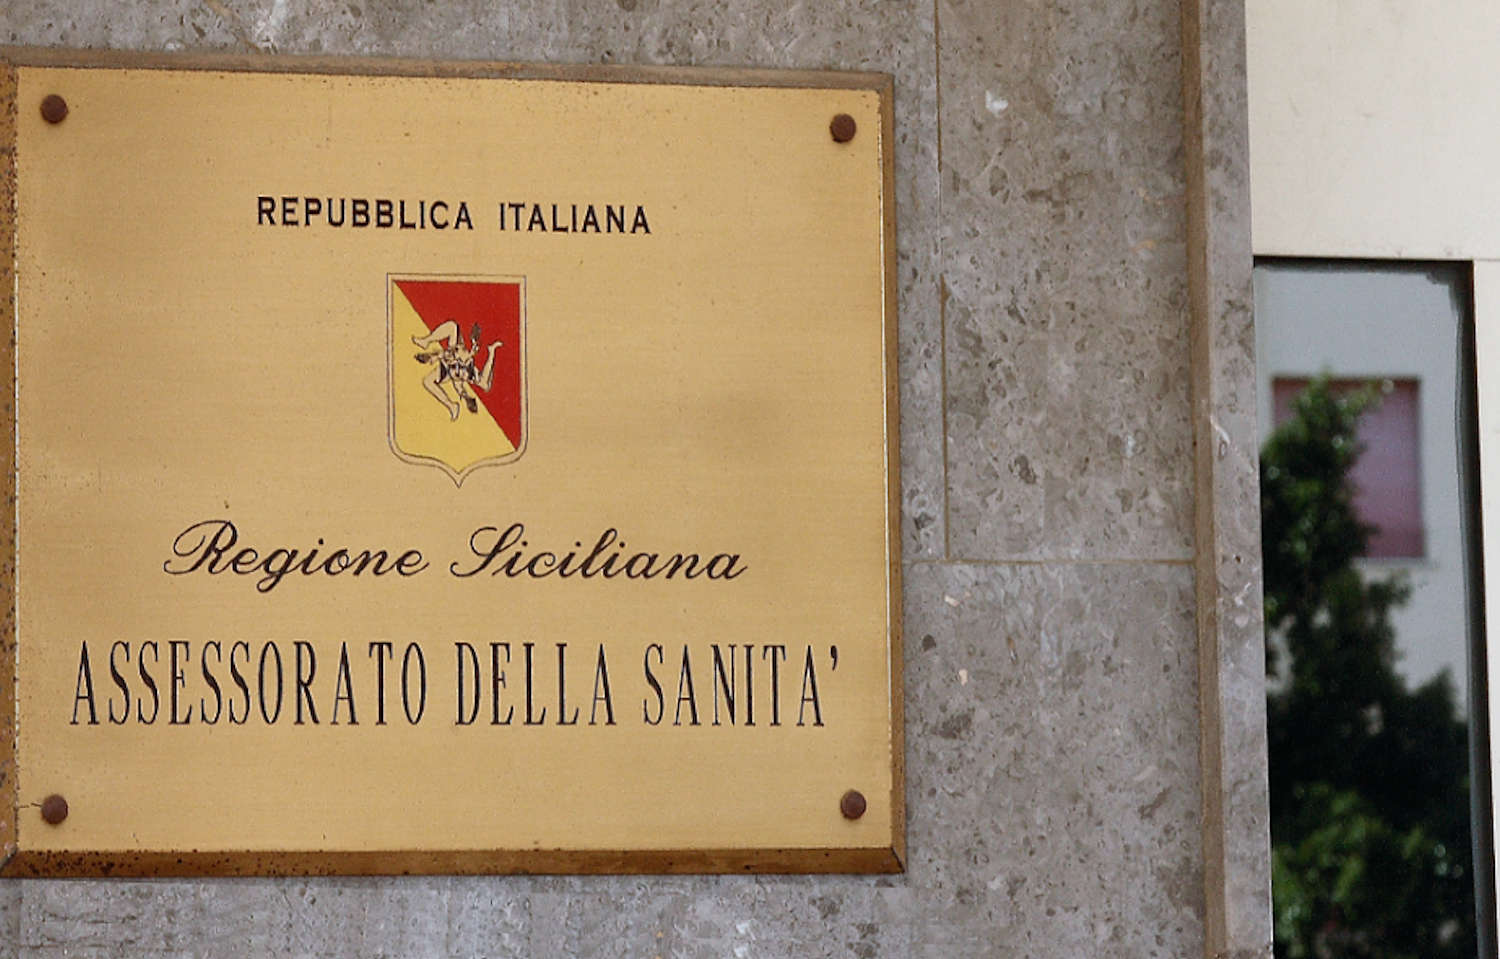 REPUBBLICA ITALIANA
Regione Siciliana
ASSESSORATO DELLA SANITA'